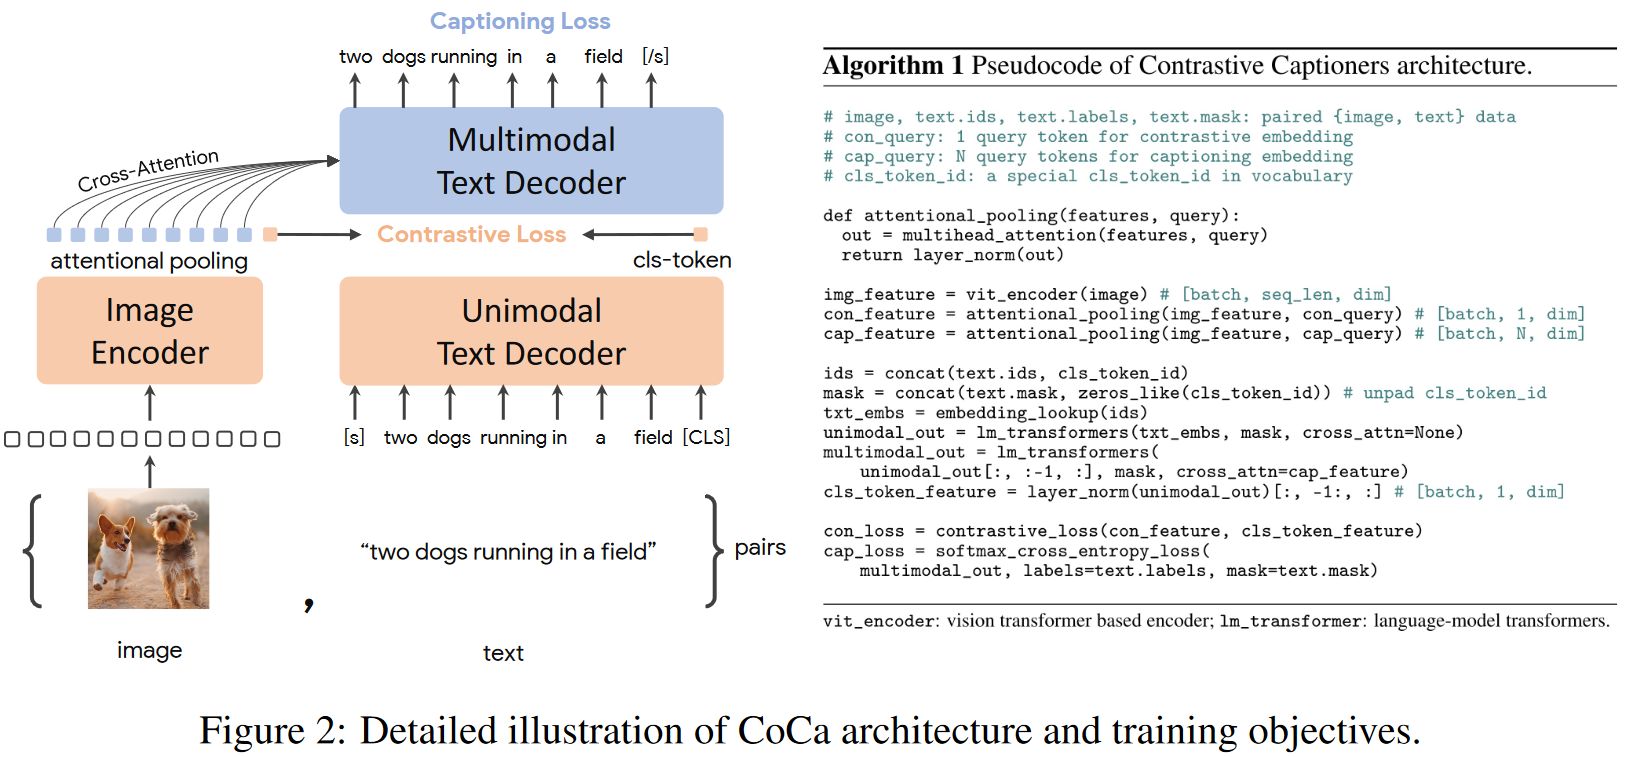 Captioning Loss
two dogs running in a field [/s]
Multimodal
Text Decoder
Cross-Attention
Contrastive Loss
attentional pooling
cls-token
Image
Encoder
Unimodal
Text Decoder
[s] two dogs running in a field [CLS]
“two dogs running in a field”
pairs
,
image
text
Algorithm 1 Pseudocode of Contrastive Captioners architecture.
# image, text.ids, text.labels, text.mask: paired {image, text} data
# con_query: 1 query token for contrastive embedding
# cap_query: N query tokens for captioning embedding
# cls_token_id: a special cls_token_id in vocabulary
def attentional_pooling(features, query):
out = multihead_attention(features, query)
return layer_norm(out)
img_feature = vit_encoder(image) # [batch, seq_len, dim]
con_feature = attentional_pooling(img_feature, con_query) # [batch, 1, dim]
cap_feature = attentional_pooling(img_feature, cap_query) # [batch, N, dim]
ids = concat(text.ids, cls_token_id)
mask = concat(text.mask, zeros_like(cls_token_id)) # unpad cls_token_id
txt_embs = embedding_lookup(ids)
unimodal_out = lm_transformers(txt_embs, mask, cross_attn=None)
multimodal_out = lm_transformers(
unimodal_out[:, :-1, :], mask, cross_attn=cap_feature)
cls_token_feature = layer_norm(unimodal_out)[:, -1:, :] # [batch, 1, dim]
con_loss = contrastive_loss(con_feature, cls_token_feature)
cap_loss = softmax_cross_entropy_loss(
multimodal_out, labels=text.labels, mask=text.mask)
vit_encoder: vision transformer based encoder; lm_transformer: language-model transformers.
Figure 2: Detailed illustration of CoCa architecture and training objectives.